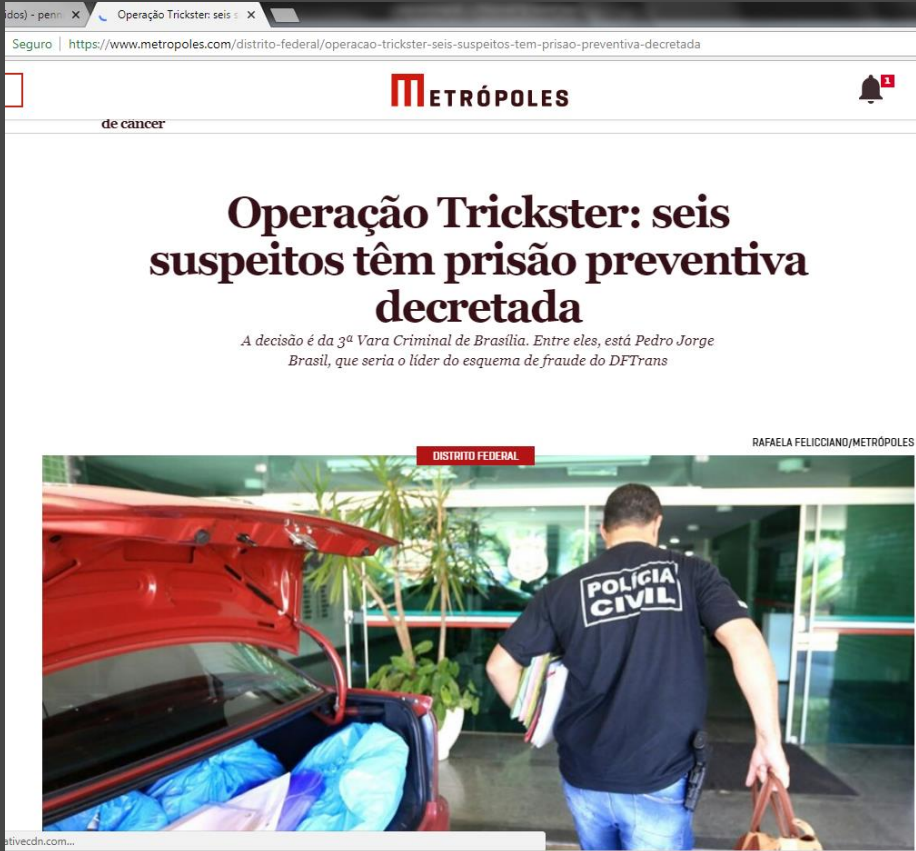 idos) - penn
Operação Trickster: seis s
Seguro | https://www.metropoles.com/distrito-federal/operacao-trickster-seis-suspeitos-tem-prisao-preventiva-decretada
METRÓPOLES
1
de câncer
Operação Trickster: seis
suspeitos têm prisão preventiva
decretada
A decisão é da 3ª Vara Criminal de Brasília. Entre eles, está Pedro Jorge
Brasil, que seria o líder do esquema de fraude do DFTrans
RAFAELA FELICCIANO/METRÓPOLES
DISTRITO FEDERAL
POLÍCIA
CIVIL
ativecdn.com...